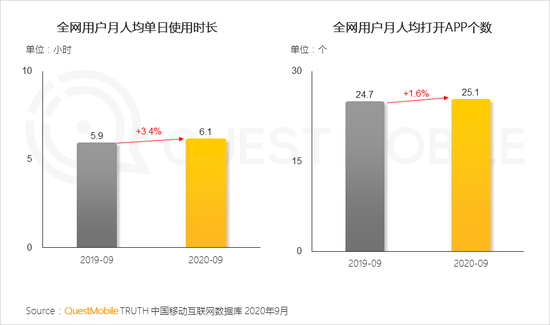 全网用户月人均单日使用时长
单位：小时
10
5
0
5.9
+3.4%
6.1
2019-09
2020-09
全网用户月人均打开APP个数
单位：个
30
15
0
24.7
+1.6%
25.1
2019-09
2020-09
QUEST MOBILE
Source：QuestMobile TRUTH 中国移动互联网数据库 2020年9月